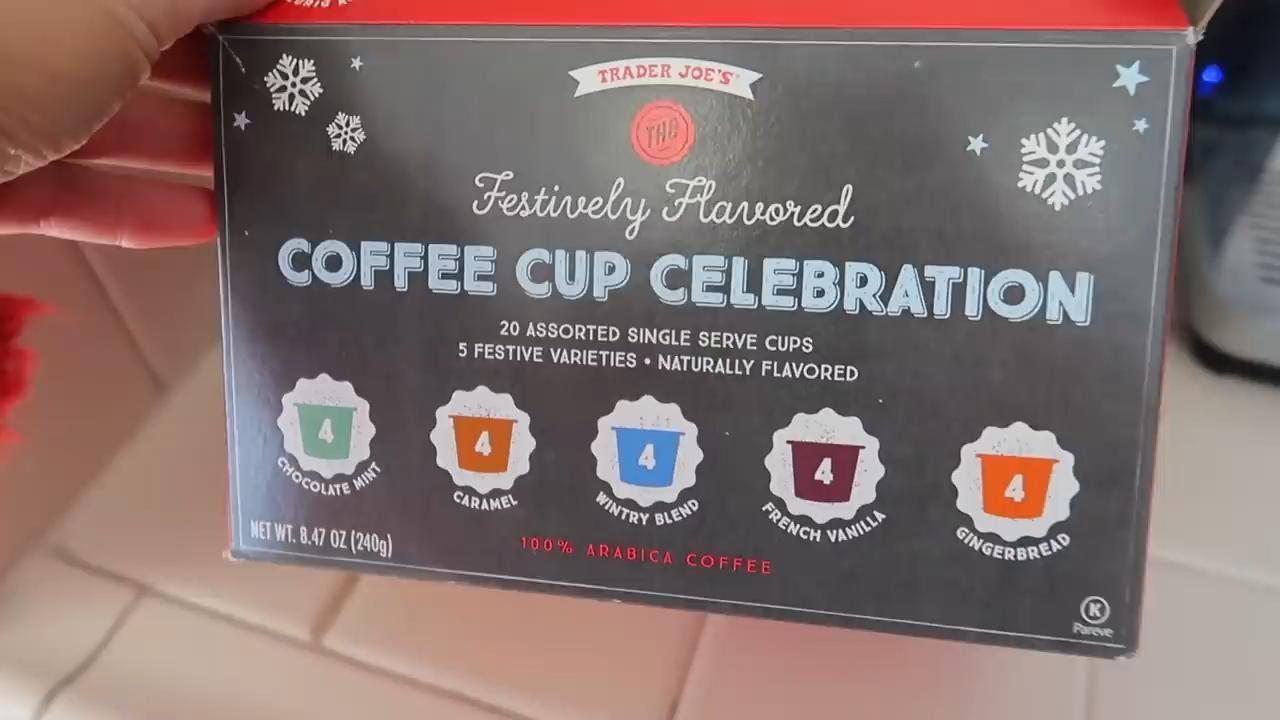 TRADER JOE'S
Festively Flavored
COFFEE CUP CELEBRATION
20 ASSORTED SINGLE SERVE CUPS
5 FESTIVE VARIETIES • NATURALLY FLAVORED
4 4 4 4 4
CHOCOLATE MINT CARAMEL WINTRY BLEND FRENCH VANILLA GINGERBREAD
NET WT. 8.47 OZ (240g)
100% ARABICA COFFEE
K
Pareve